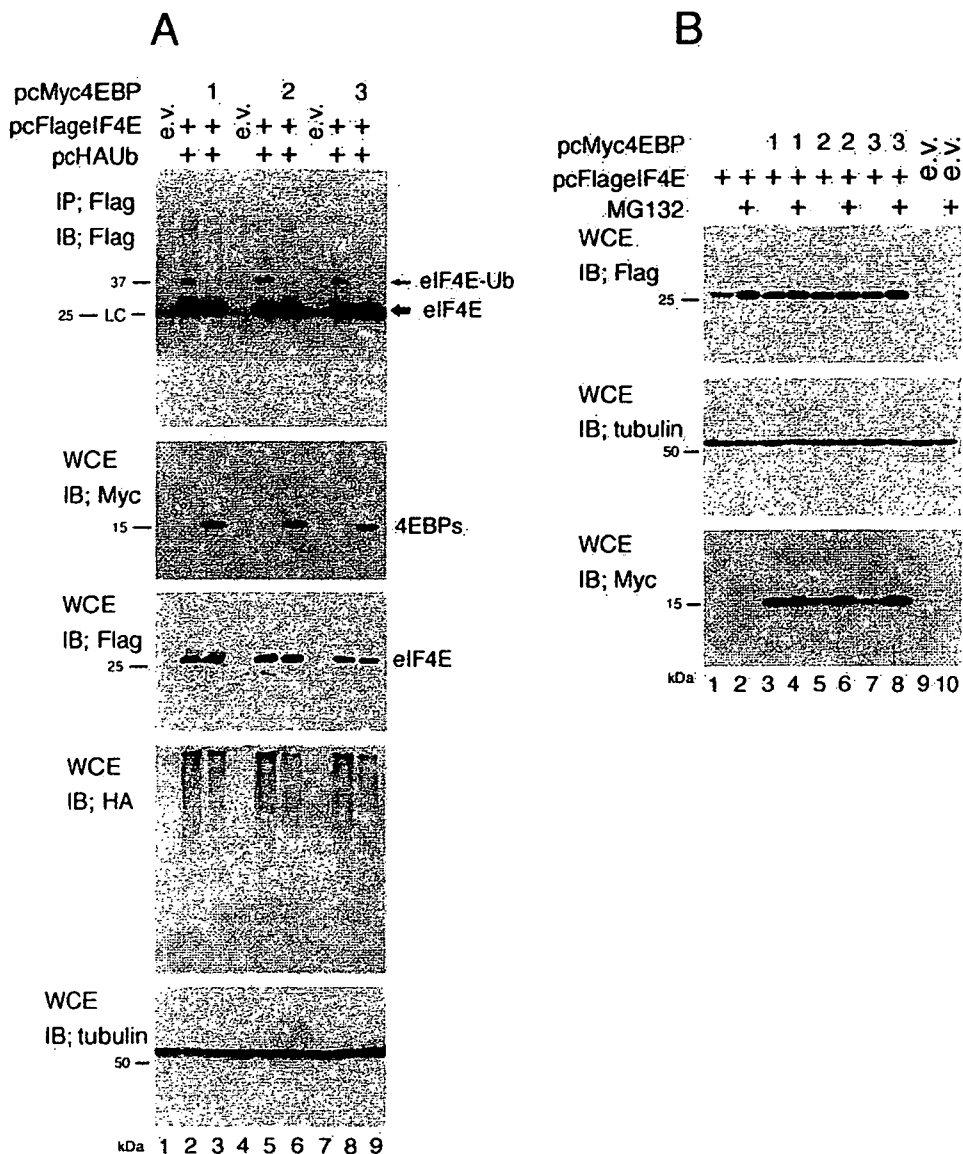 A
pcMyc4EBP 1 2 3
pcFlageIF4E e.v. + + e.v. + + e.v. + +
pcHAUb + + + + + +
IP; Flag
IB; Flag
37
eIF4E-Ub
25 LC
eIF4E
WCE
IB; Myc
15
4EBPs
WCE
IB; Flag
25
eIF4E
WCE
IB; HA
WCE
IB; tubulin
50
kDa 1 2 3 4 5 6 7 8 9
B
pcMyc4EBP 1 1 2 2 3 3 e.v. e.v.
pcFlageIF4E + + + + + + + +
MG132 + + + + +
WCE
IB; Flag
25
WCE
IB; tubulin
50
WCE
IB; Myc
15
kDa 1 2 3 4 5 6 7 8 9 10